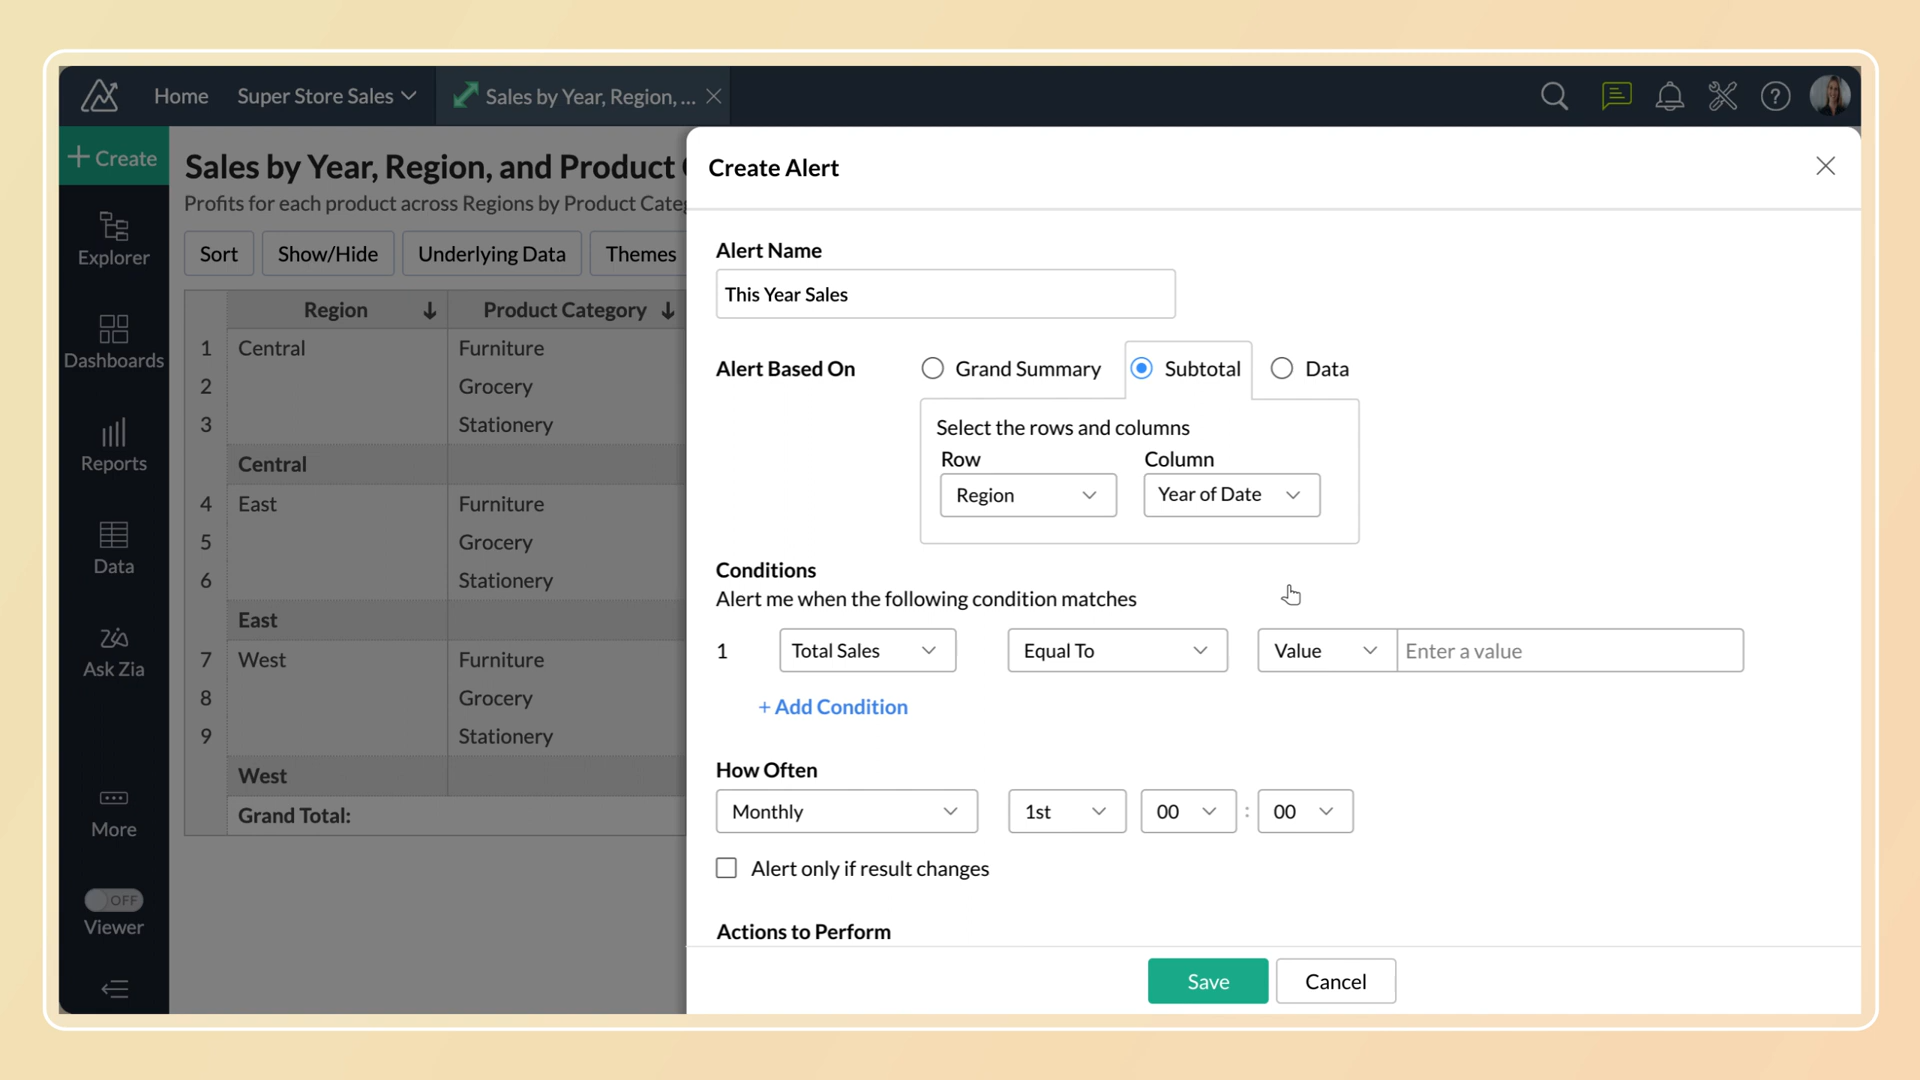 Home
Super Store Sales
Sales by Year, Region, ...
Create
Explorer
Dashboards
Reports
Data
Ask Zia
More
OFF
Viewer
Sales by Year, Region, and Product
Profits for each product across Regions by Product
Sort
Show/Hide
Underlying Data
Themes
Region
Product Category
1 Central Furniture
2 Grocery
3 Stationery
Central
4 East Furniture
5 Grocery
6 Stationery
East
7 West Furniture
8 Grocery
9 Stationery
West
Grand Total:
Create Alert
Alert Name
This Year Sales
Alert Based On
Grand Summary
Subtotal
Data
Select the rows and columns
Row Column
Region Year of Date
Conditions
Alert me when the following condition matches
1 Total Sales Equal To Value Enter a value
+ Add Condition
How Often
Monthly 1st 00 : 00
Alert only if result changes
Actions to Perform
Save
Cancel